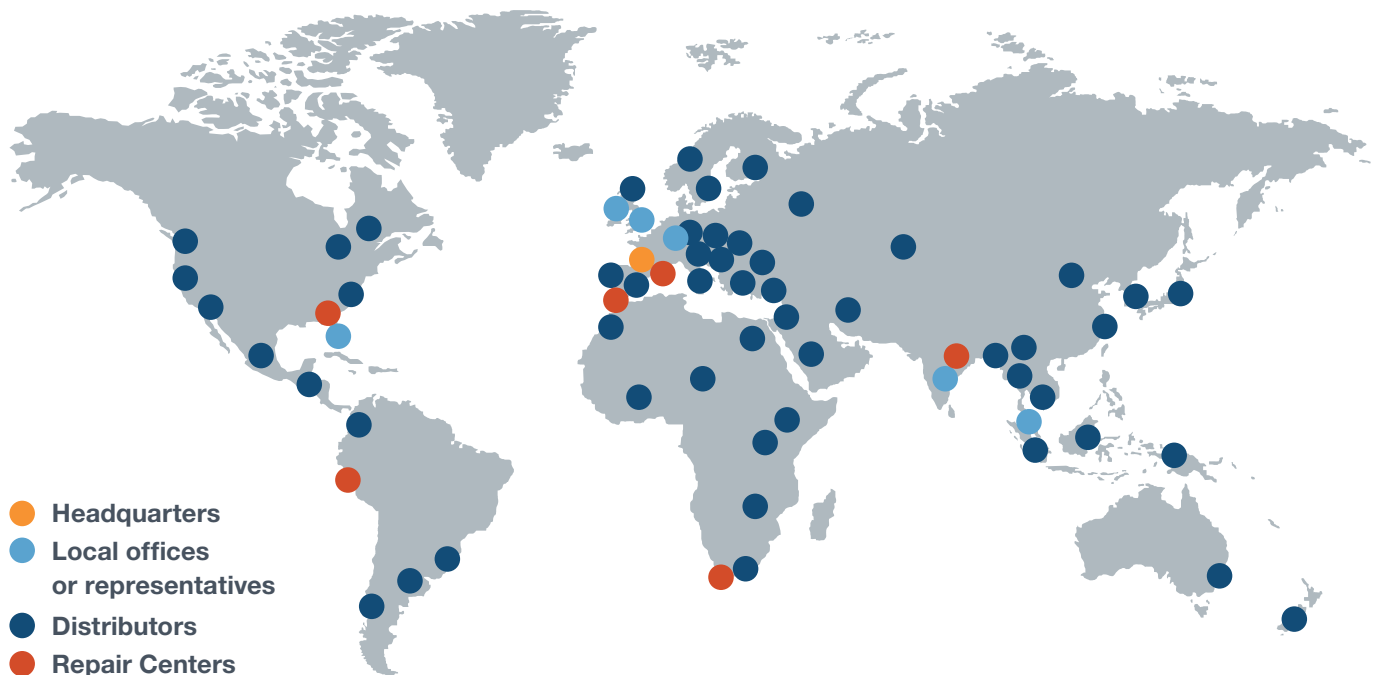 Headquarters
Local offices
or representatives
Distributors
Repair Centers